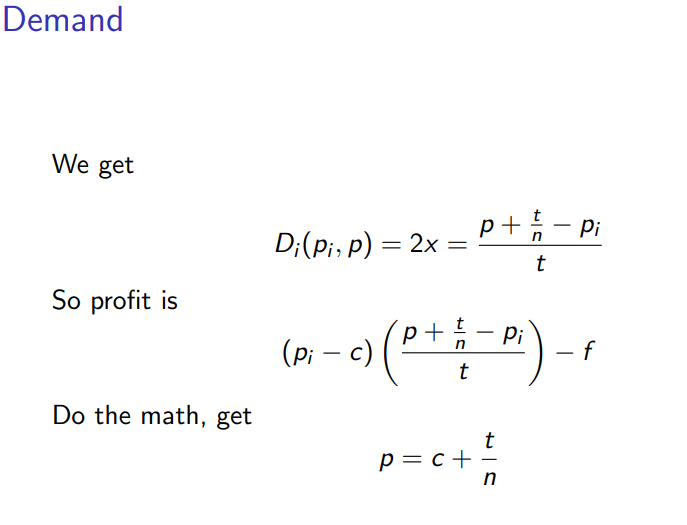 Demand
We get
D_i(p_i, p) = 2x = \frac{p + \frac{t}{n} - p_i}{t}
So profit is
(p_i - c) \left( \frac{p + \frac{t}{n} - p_i}{t} \right) - f
Do the math, get
p = c + \frac{t}{n}